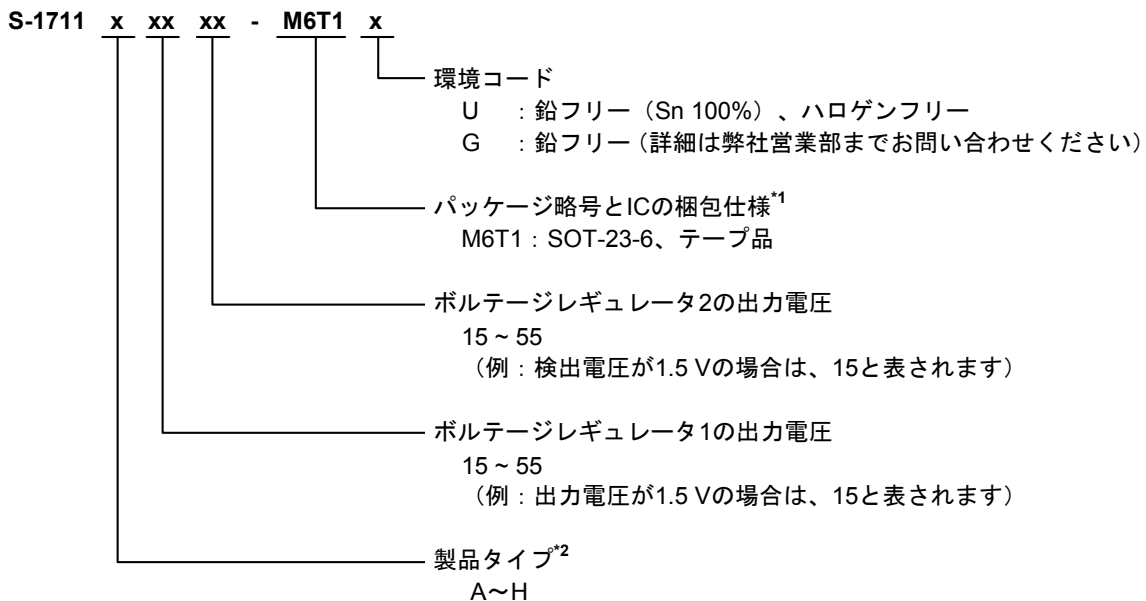 S-1711 x xx xx - M6T1 x
環境コード
U ：鉛フリー（Sn 100%）、ハロゲンフリー
G ：鉛フリー（詳細は弊社営業部までお問い合わせください）
パッケージ略号とICの梱包仕様*1
M6T1：SOT-23-6、テープ品
ボルテージレギュレータ2の出力電圧
15 ~ 55
（例：検出電圧が1.5 Vの場合は、15と表されます）
ボルテージレギュレータ1の出力電圧
15 ~ 55
（例：出力電圧が1.5 Vの場合は、15と表されます）
製品タイプ*2
A～H